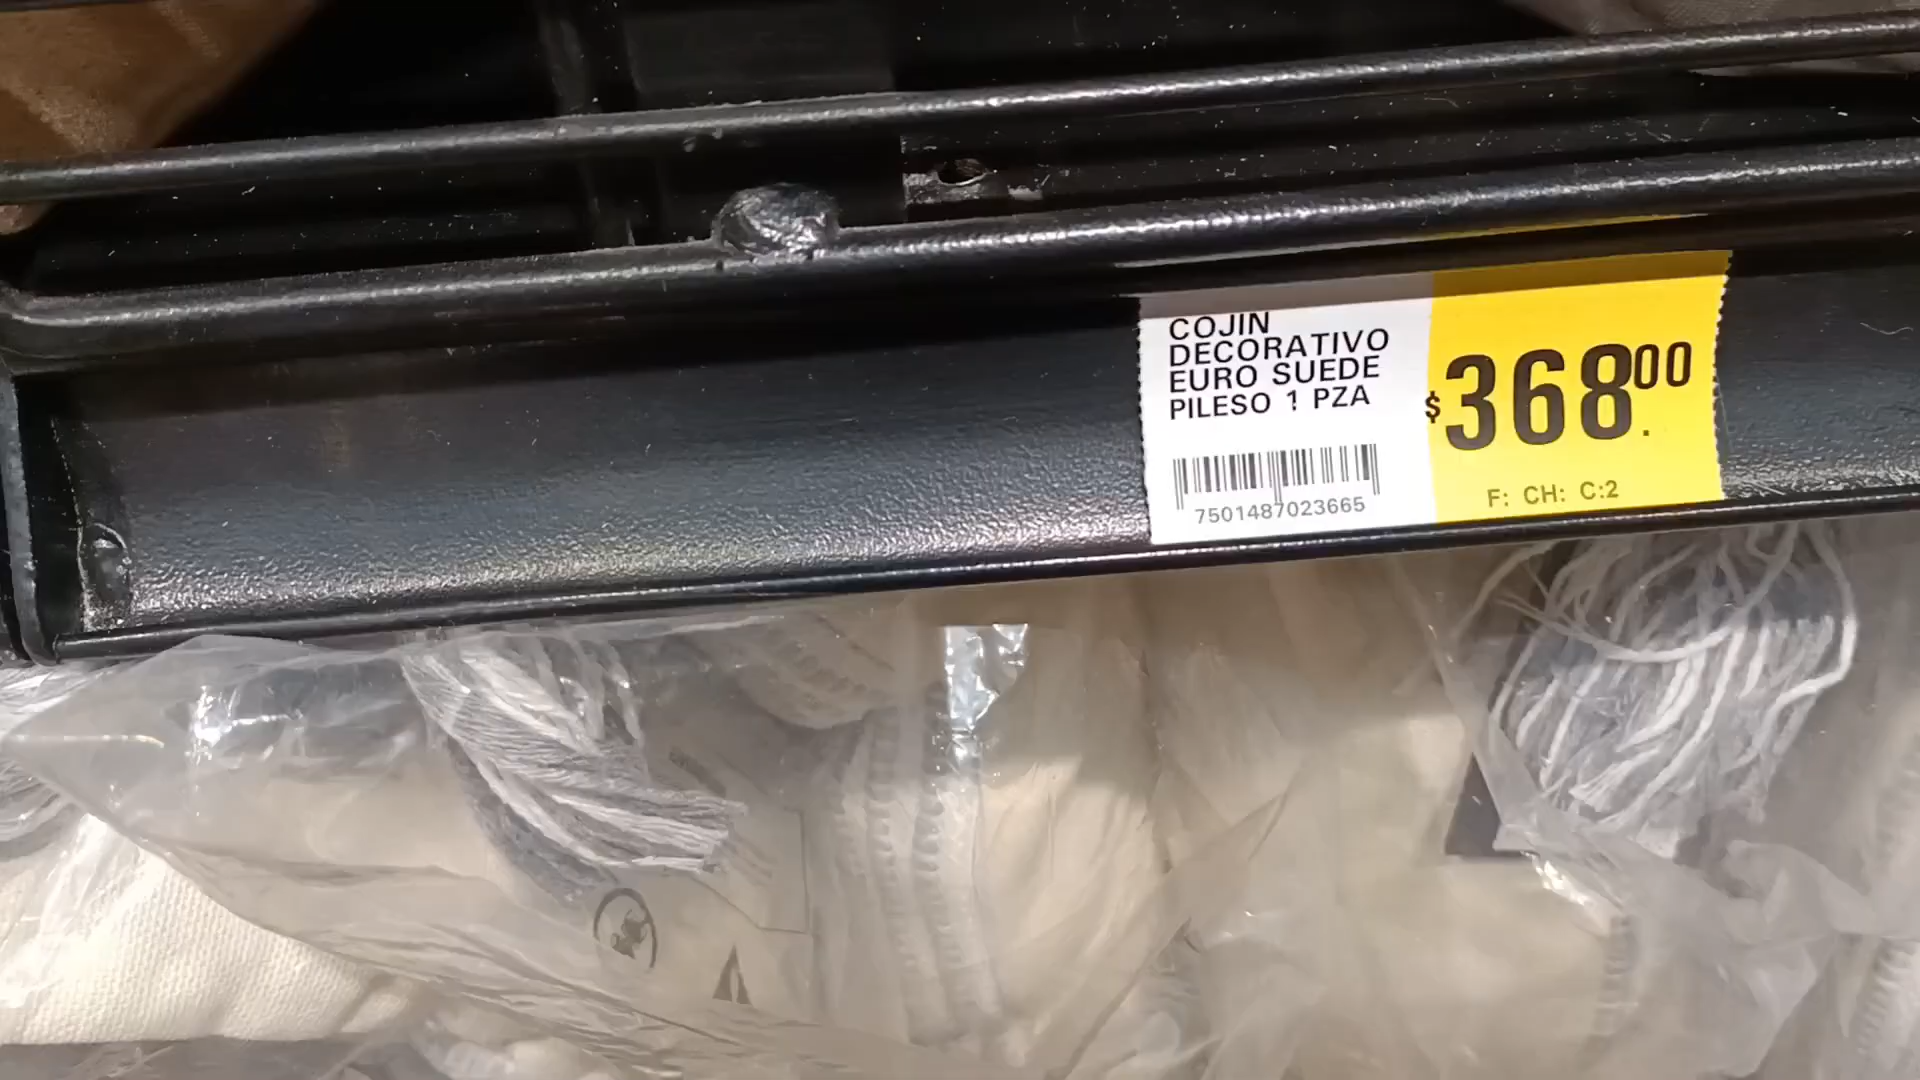 COJIN
DECORATIVO
EURO SUEDE
PILESO 1 PZA
7501487023665
$368.00
F: CH: C:2